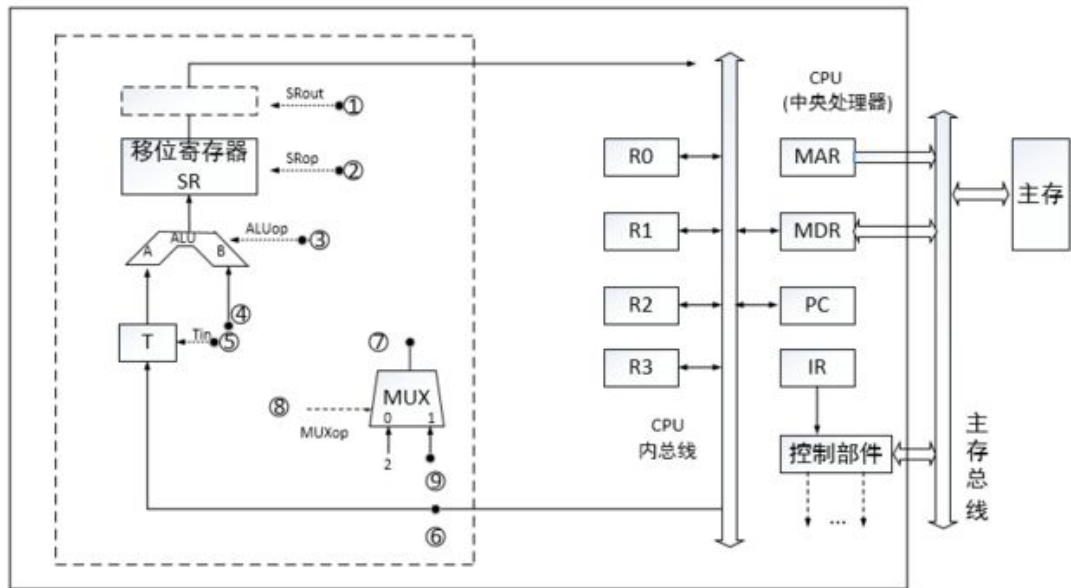 SRout ①
移位寄存器
SR
SRop ②
ALU
A B
ALUop ③
④
T
Tin ⑤
⑦
MUX
0 1
⑧
MUXop
2
⑨
⑥
R0
R1
R2
R3
CPU
内总线
CPU
(中央处理器)
MAR
MDR
PC
IR
控制部件
...
主存总线
主存